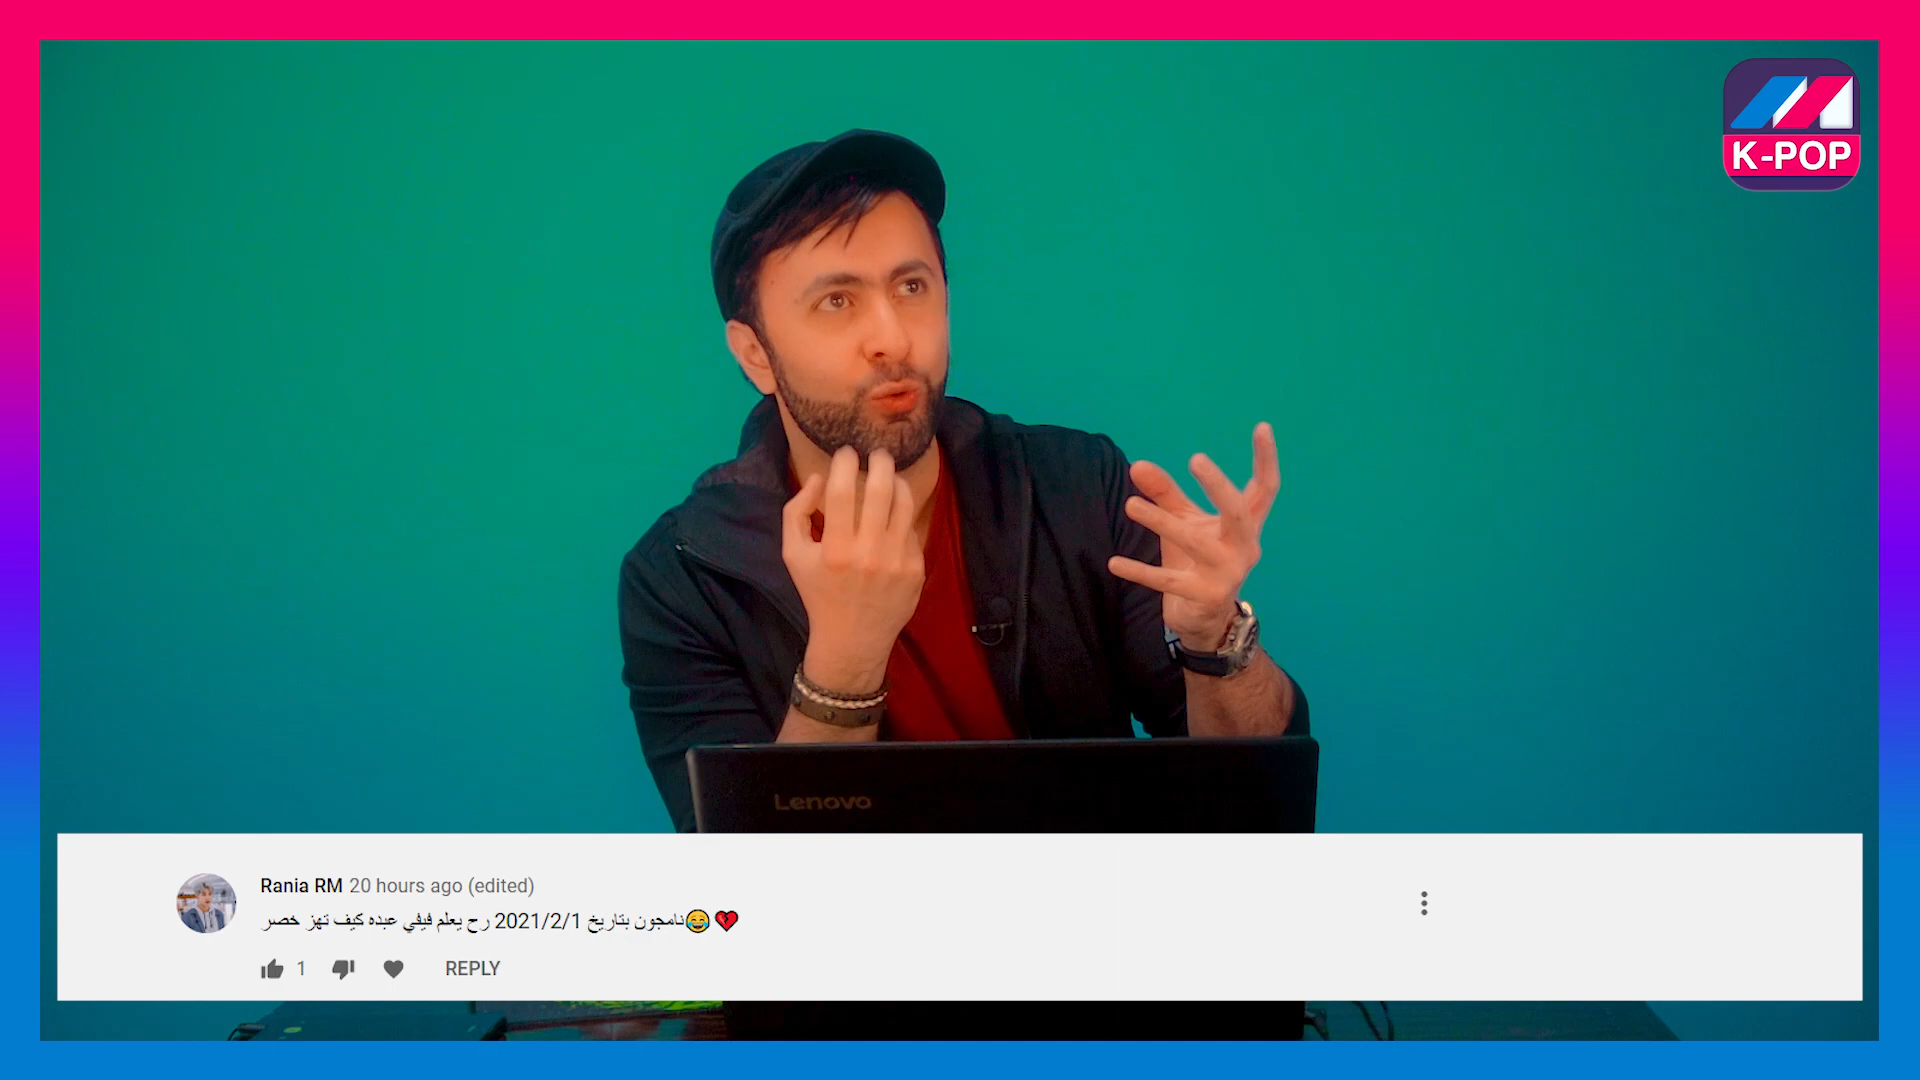 K-POP
Lenovo
Rania RM 20 hours ago (edited)
نامجون بتاريخ 2021/2/1 رح يعلم فيفي عبده كيف تهز خصر😂💔
1
REPLY